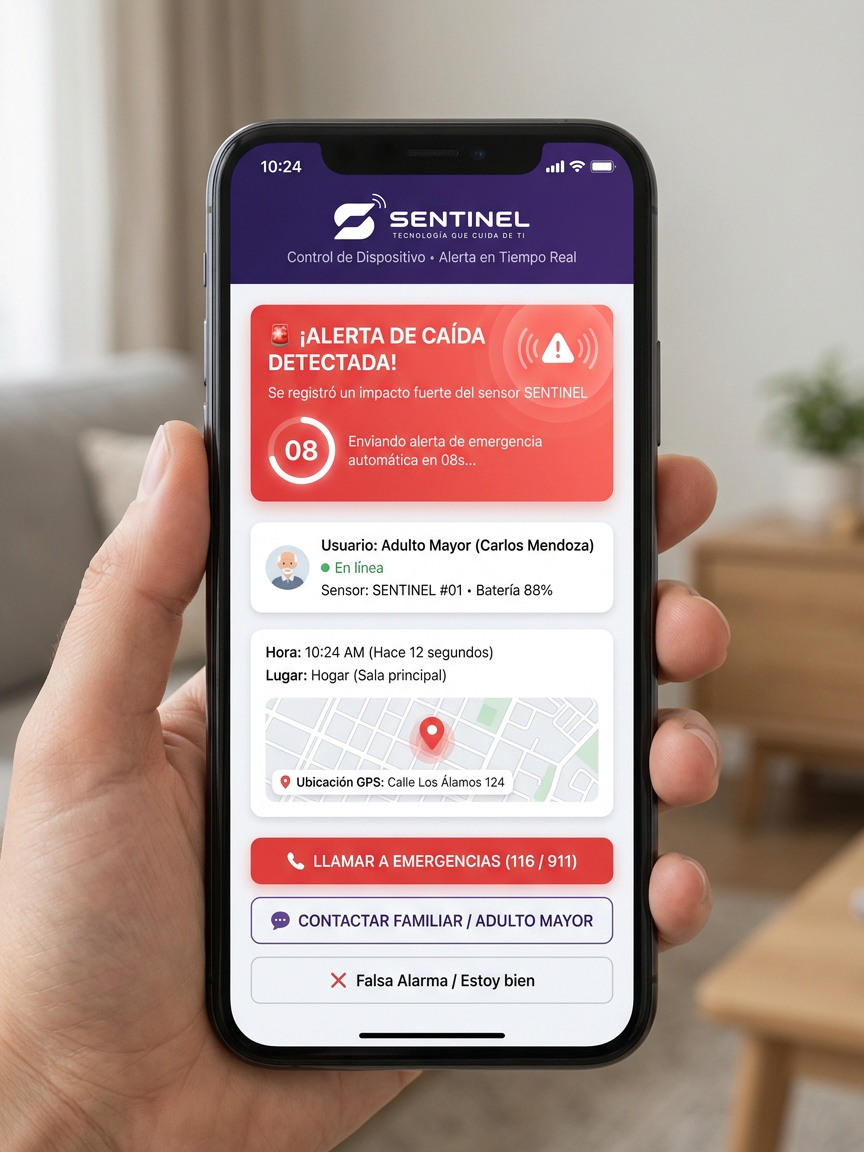 10:24
SENTINEL
TECNOLOGÍA QUE CUIDA DE TI
Control de Dispositivo • Alerta en Tiempo Real
🚨 ¡ALERTA DE CAÍDA
DETECTADA!
Se registró un impacto fuerte del sensor SENTINEL
08
Enviando alerta de emergencia
automática en 08s...
Usuario: Adulto Mayor (Carlos Mendoza)
En línea
Sensor: SENTINEL #01 • Batería 88%
Hora: 10:24 AM (Hace 12 segundos)
Lugar: Hogar (Sala principal)
Ubicación GPS: Calle Los Álamos 124
LLAMAR A EMERGENCIAS (116 / 911)
CONTACTAR FAMILIAR / ADULTO MAYOR
Falsa Alarma / Estoy bien